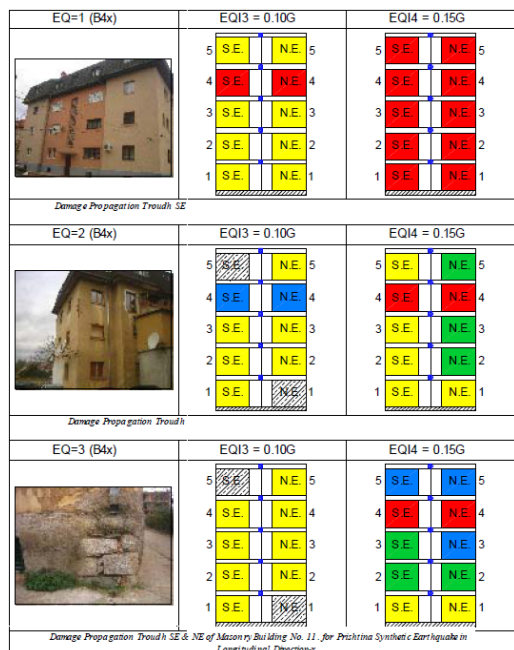 EQ=1 (B4x) EQI3 = 0.10G EQI4 = 0.15G
5 S.E. N.E. 5 5 S.E. N.E. 5
4 S.E. N.E. 4 4 S.E. N.E. 4
3 S.E. N.E. 3 3 S.E. N.E. 3
2 S.E. N.E. 2 2 S.E. N.E. 2
1 S.E. N.E. 1 1 S.E. N.E. 1
Damage Propagation Troudh SE
EQ=2 (B4x) EQI3 = 0.10G EQI4 = 0.15G
5 S.E. N.E. 5 5 S.E. N.E. 5
4 S.E. N.E. 4 4 S.E. N.E. 4
3 S.E. N.E. 3 3 S.E. N.E. 3
2 S.E. N.E. 2 2 S.E. N.E. 2
1 S.E. N.E. 1 1 S.E. N.E. 1
Damage Propagation Troudh
EQ=3 (B4x) EQI3 = 0.10G EQI4 = 0.15G
5 S.E. N.E. 5 5 S.E. N.E. 5
4 S.E. N.E. 4 4 S.E. N.E. 4
3 S.E. N.E. 3 3 S.E. N.E. 3
2 S.E. N.E. 2 2 S.E. N.E. 2
1 S.E. N.E. 1 1 S.E. N.E. 1
Damage Propagation Troudh SE & NE of Masonry Building No. 11. for Prishtina Synthetic Earthquake in
Longitudinal Direction-x